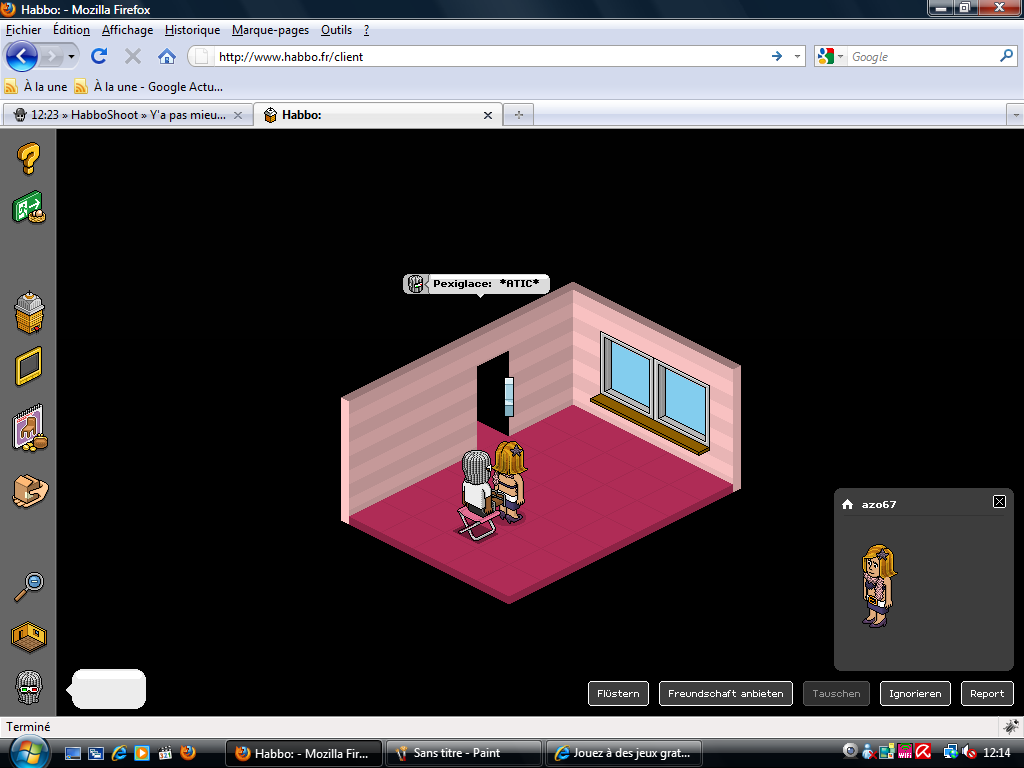 Habbo: - Mozilla Firefox
Fichier Édition Affichage Historique Marque-pages Outils ?
http://www.habbo.fr/client
Google
À la une À la une - Google Actu...
12:23 » HabboShoot » Y'a pas mieu... Habbo:
Pexiglace: *ATIC*
azo67
Flüstern Freundschaft anbieten Tauschen Ignorieren Report
Terminé
Habbo: - Mozilla Fir... Sans titre - Paint Jouez à des jeux grat... WiFi 12:14